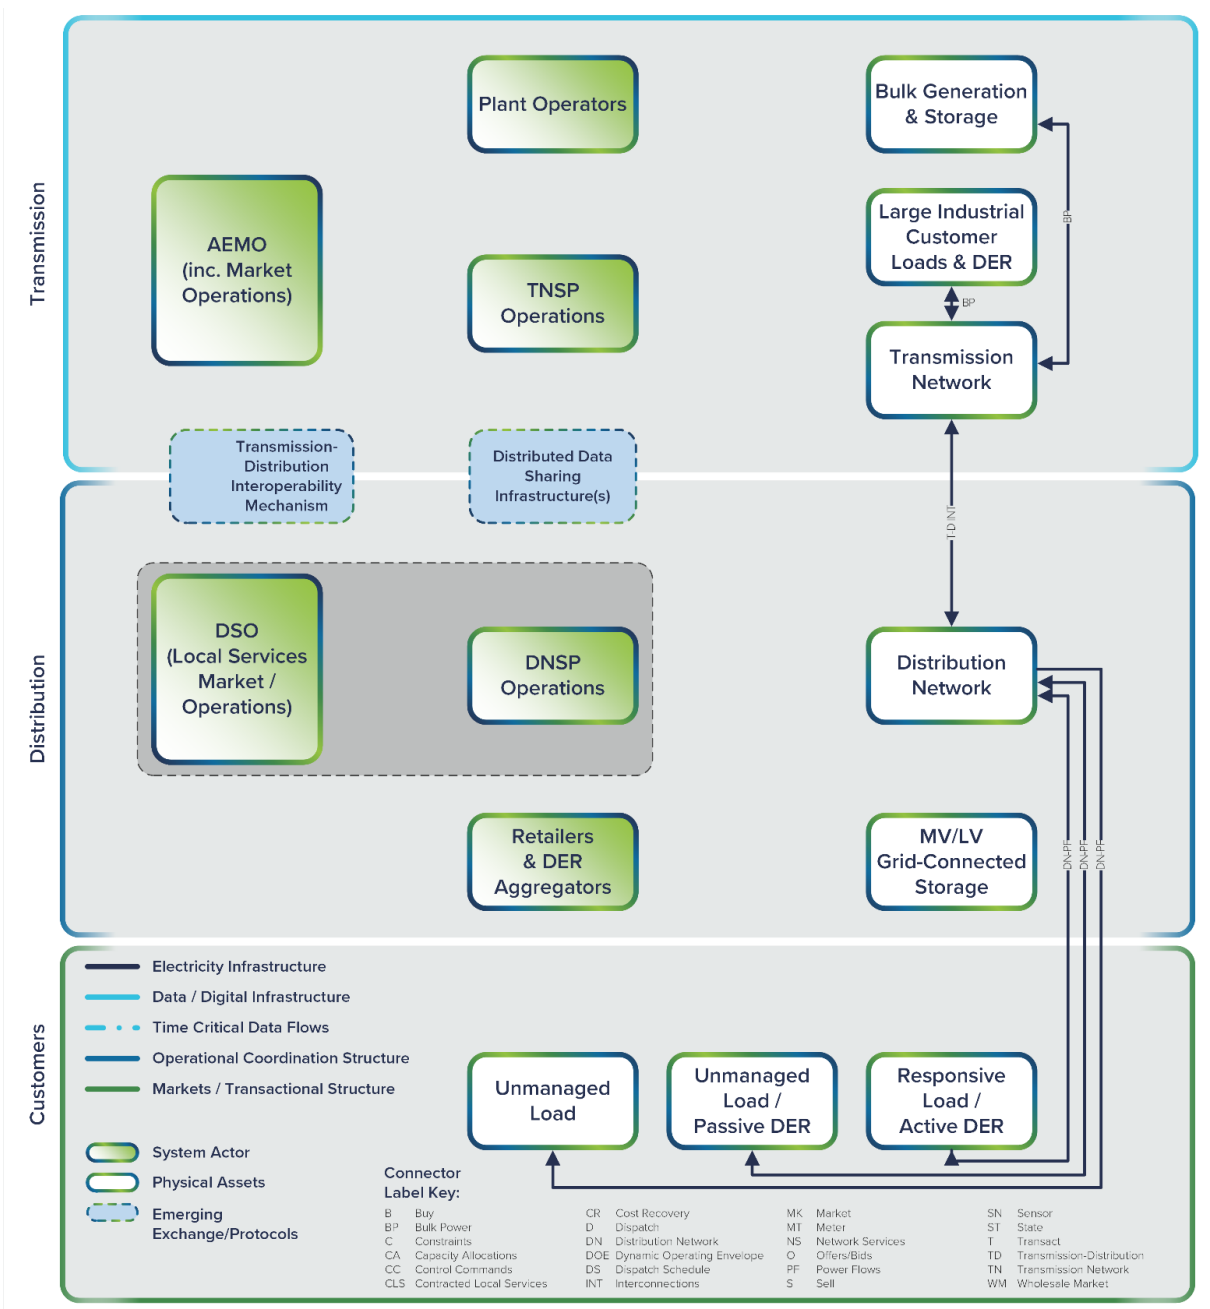 Transmission
Plant Operators
Bulk Generation
& Storage
AEMO
(inc. Market
Operations)
Large Industrial
Customer
Loads & DER
BP
BP
TNSP
Operations
Transmission
Network
Transmission-
Distribution
Interoperability
Mechanism
Distributed Data
Sharing
Infrastructure(s)
T-D INT
Distribution
DSO
(Local Services
Market /
Operations)
DNSP
Operations
Distribution
Network
Retailers
& DER
Aggregators
MV/LV
Grid-Connected
Storage
DN-PF
DN-PF
DN-PF
Customers
Electricity Infrastructure
Data / Digital Infrastructure
Time Critical Data Flows
Operational Coordination Structure
Markets / Transactional Structure
Unmanaged
Load
Unmanaged
Load /
Passive DER
Responsive
Load /
Active DER
System Actor
Physical Assets
Emerging
Exchange/Protocols
Connector
Label Key:
B Buy
BP Bulk Power
C Constraints
CA Capacity Allocations
CC Control Commands
CLS Contracted Local Services
CR Cost Recovery
D Dispatch
DN Distribution Network
DOE Dynamic Operating Envelope
DS Dispatch Schedule
INT Interconnections
MK Market
MT Meter
NS Network Services
O Offers/Bids
PF Power Flows
S Sell
SN Sensor
ST State
T Transact
TD Transmission-Distribution
TN Transmission Network
WM Wholesale Market